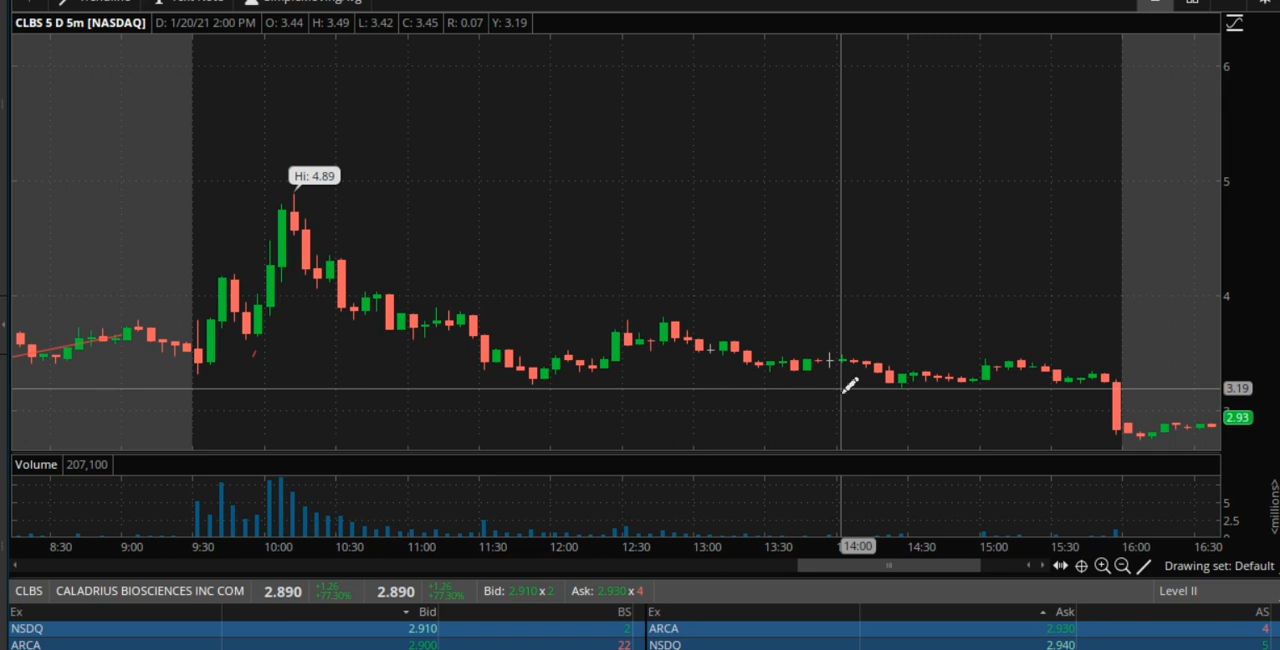 CLBS 5 D 5m [NASDAQ] D: 1/20/21 2:00 PM O: 3.44 H: 3.49 L: 3.42 C: 3.45 R: 0.07 Y: 3.19
6
Hi: 4.89
5
4
3.19
2.93
Volume 207,100
5
2.5
<millions>
8:30 9:00 9:30 10:00 10:30 11:00 11:30 12:00 12:30 13:00 13:30 14:00 14:30 15:00 15:30 16:00 16:30
Drawing set: Default
CLBS CALADRIUS BIOSCIENCES INC COM 2.890 +1.26 +77.30% 2.890 +1.26 +77.30% Bid: 2.910 x 2 Ask: 2.930 x 4 Level II
Ex Bid BS Ex Ask AS
NSDQ 2.910 2 ARCA 2.930 4
ARCA 2.900 22 NSDQ 2.940 5